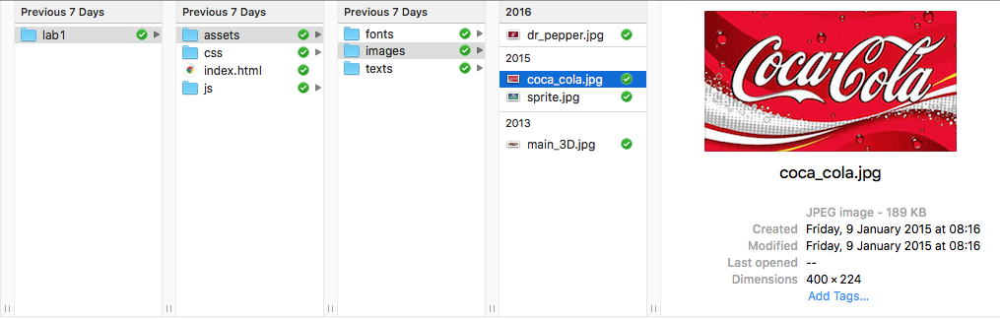 Previous 7 Days
lab1
Previous 7 Days
assets
css
index.html
js
Previous 7 Days
fonts
images
texts
2016
dr_pepper.jpg
2015
coca_cola.jpg
sprite.jpg
2013
main_3D.jpg
Coca-Cola
coca_cola.jpg
JPEG image - 189 KB
Created Friday, 9 January 2015 at 08:16
Modified Friday, 9 January 2015 at 08:16
Last opened --
Dimensions 400 × 224
Add Tags...